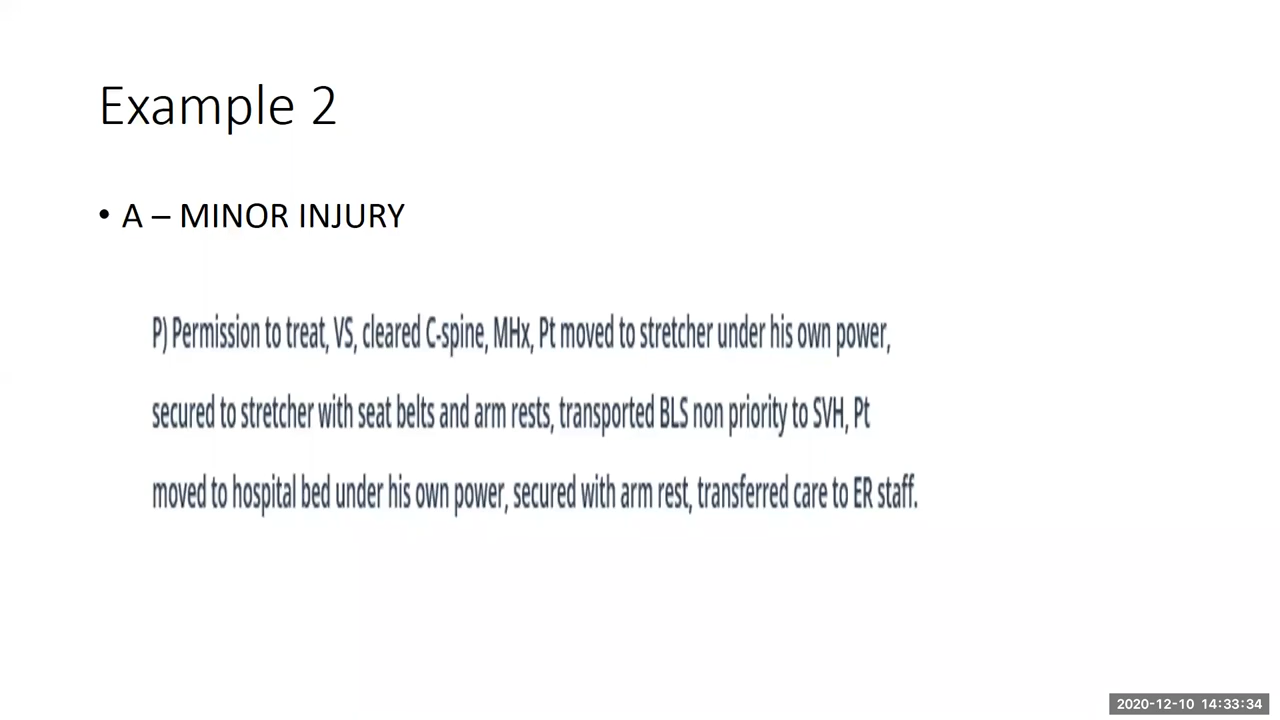 Example 2
• A – MINOR INJURY
P) Permission to treat, VS, cleared C-spine, MHx, Pt moved to stretcher under his own power,
secured to stretcher with seat belts and arm rests, transported BLS non priority to SVH, Pt
moved to hospital bed under his own power, secured with arm rest, transferred care to ER staff.
2020-12-10 14:33:34